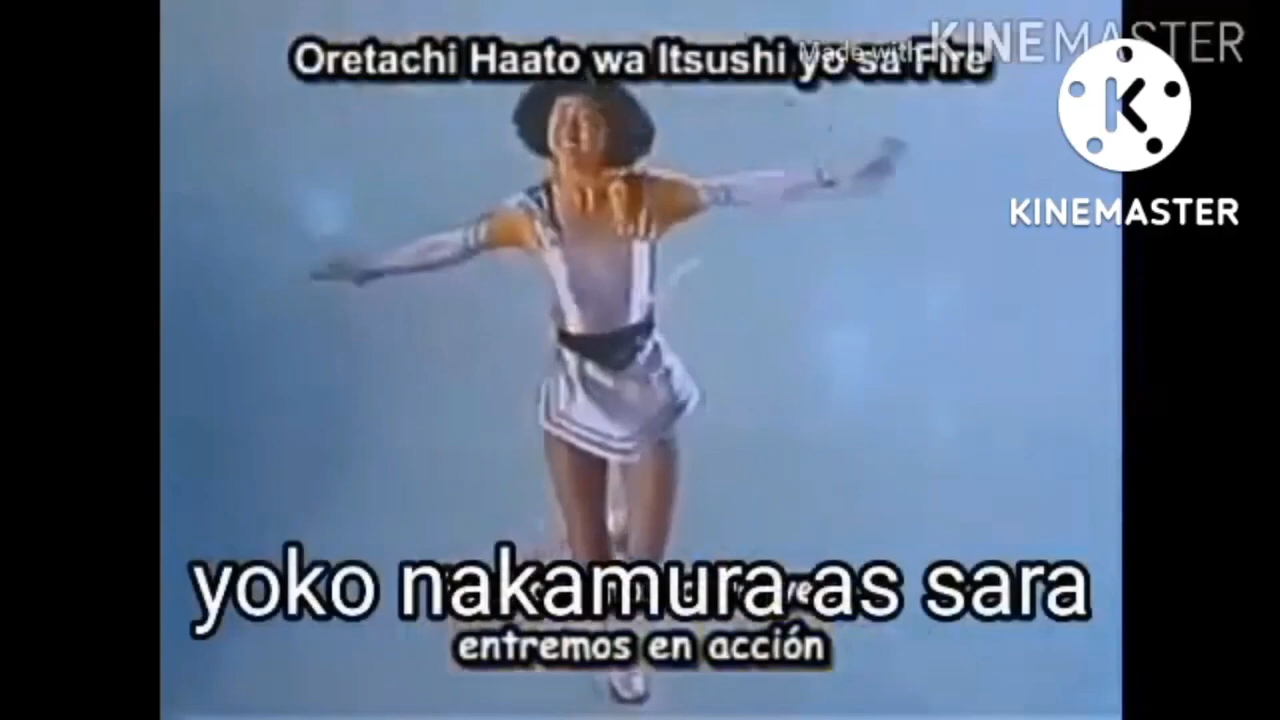 Made with KINEMASTER
Oretachi Haato wa Itsushi yo sa Fire
K
KINEMASTER
yoko nakamura as sara
entremos en acción